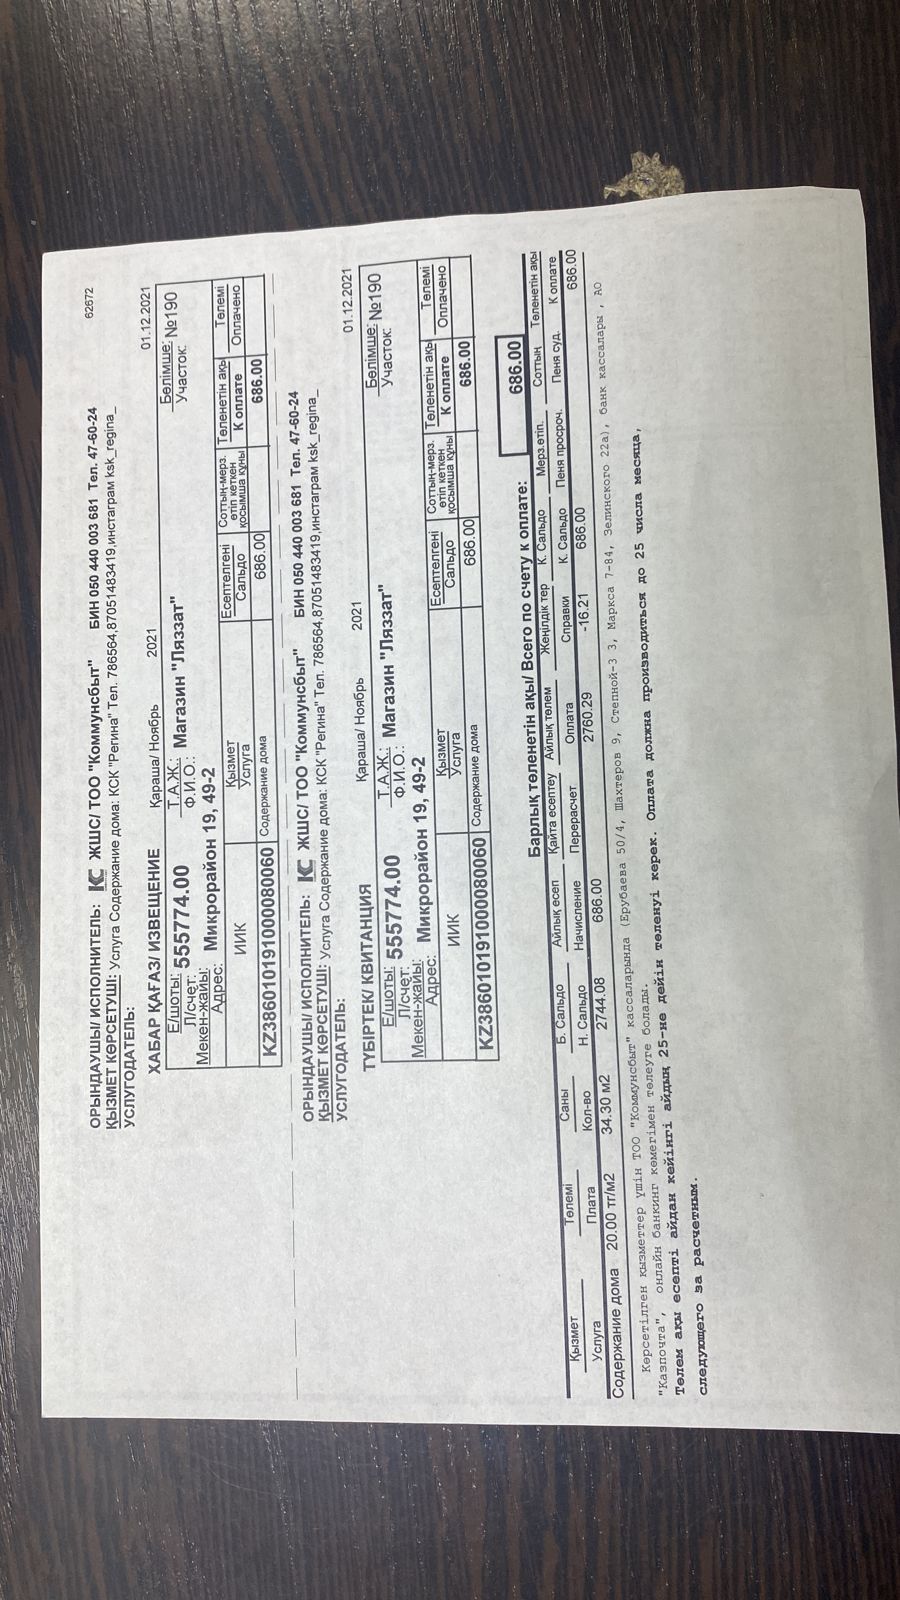 62672
ОРЫНДАУШЫ/ ИСПОЛНИТЕЛЬ: КС ЖШС/ ТОО "Коммунсбыт" БИН 050 440 003 681 Тел. 47-60-24
ҚЫЗМЕТ КӨРСЕТУШІ: Услуга Содержание дома: КСК "Регина" Тел. 786564,87051483419,инстаграм ksk_regina_
УСЛУГОДАТЕЛЬ:
ХАБАР ҚАҒАЗ/ ИЗВЕЩЕНИЕ Қараша/ Ноябрь 2021 01.12.2021
Е/шоты: 555774.00 Т.А.Ж.: Магазин "Ляззат" Бөлімше: №190
Л/счет: Ф.И.О.: Участок:
Мекен-жайы: Микрорайон 19, 49-2
Адрес:
ИИК Қызмет Есептелгені Соттың-мерз. Төленетін ақы Төлемі
Услуга Сальдо өтіп кеткен К оплате Оплачено
қосымша құны
KZ386010191000080060 Содержание дома 686.00 686.00
ОРЫНДАУШЫ/ ИСПОЛНИТЕЛЬ: КС ЖШС/ ТОО "Коммунсбыт" БИН 050 440 003 681 Тел. 47-60-24
ҚЫЗМЕТ КӨРСЕТУШІ: Услуга Содержание дома: КСК "Регина" Тел. 786564,87051483419,инстаграм ksk_regina_
УСЛУГОДАТЕЛЬ:
ТҮБІРТЕК/ КВИТАНЦИЯ Қараша/ Ноябрь 2021 01.12.2021
Е/шоты: 555774.00 Т.А.Ж.: Магазин "Ляззат" Бөлімше: №190
Л/счет: Ф.И.О.: Участок:
Мекен-жайы: Микрорайон 19, 49-2
Адрес:
ИИК Қызмет Есептелгені Соттың-мерз. Төленетін ақы Төлемі
Услуга Сальдо өтіп кеткен К оплате Оплачено
қосымша құны
KZ386010191000080060 Содержание дома 686.00 686.00
Барлық төленетін ақы/ Всего по счету к оплате: 686.00
Қызмет Төлемі Саны Б. Сальдо Айлық есеп Қайта есептеу Айлық төлем Жеңілдік тер К. Сальдо Мерз.өтіп. Соттың Төленетін ақы
Услуга Плата Кол-во Н. Сальдо Начисление Перерасчет Оплата Справки К. Сальдо Пеня просроч. Пеня суд. К оплате
Содержание дома 20.00 тг/м2 34.30 м2 2744.08 686.00 2760.29 -16.21 686.00 686.00
Көрсетілген қызметтер үшін ТОО "Коммунсбыт" кассаларында (Ерубаева 50/4, Шахтеров 9, Степной-3 3, Маркса 7-84, Зелинского 22а), банк кассалары , АО
"Казпочта", онлайн банкинг көмегімен төлеуге болады.
Төлем ақы есепті айдан кейінгі айдың 25-не дейін төленуі керек. Оплата должна производиться до 25 числа месяца,
следующего за расчетным.